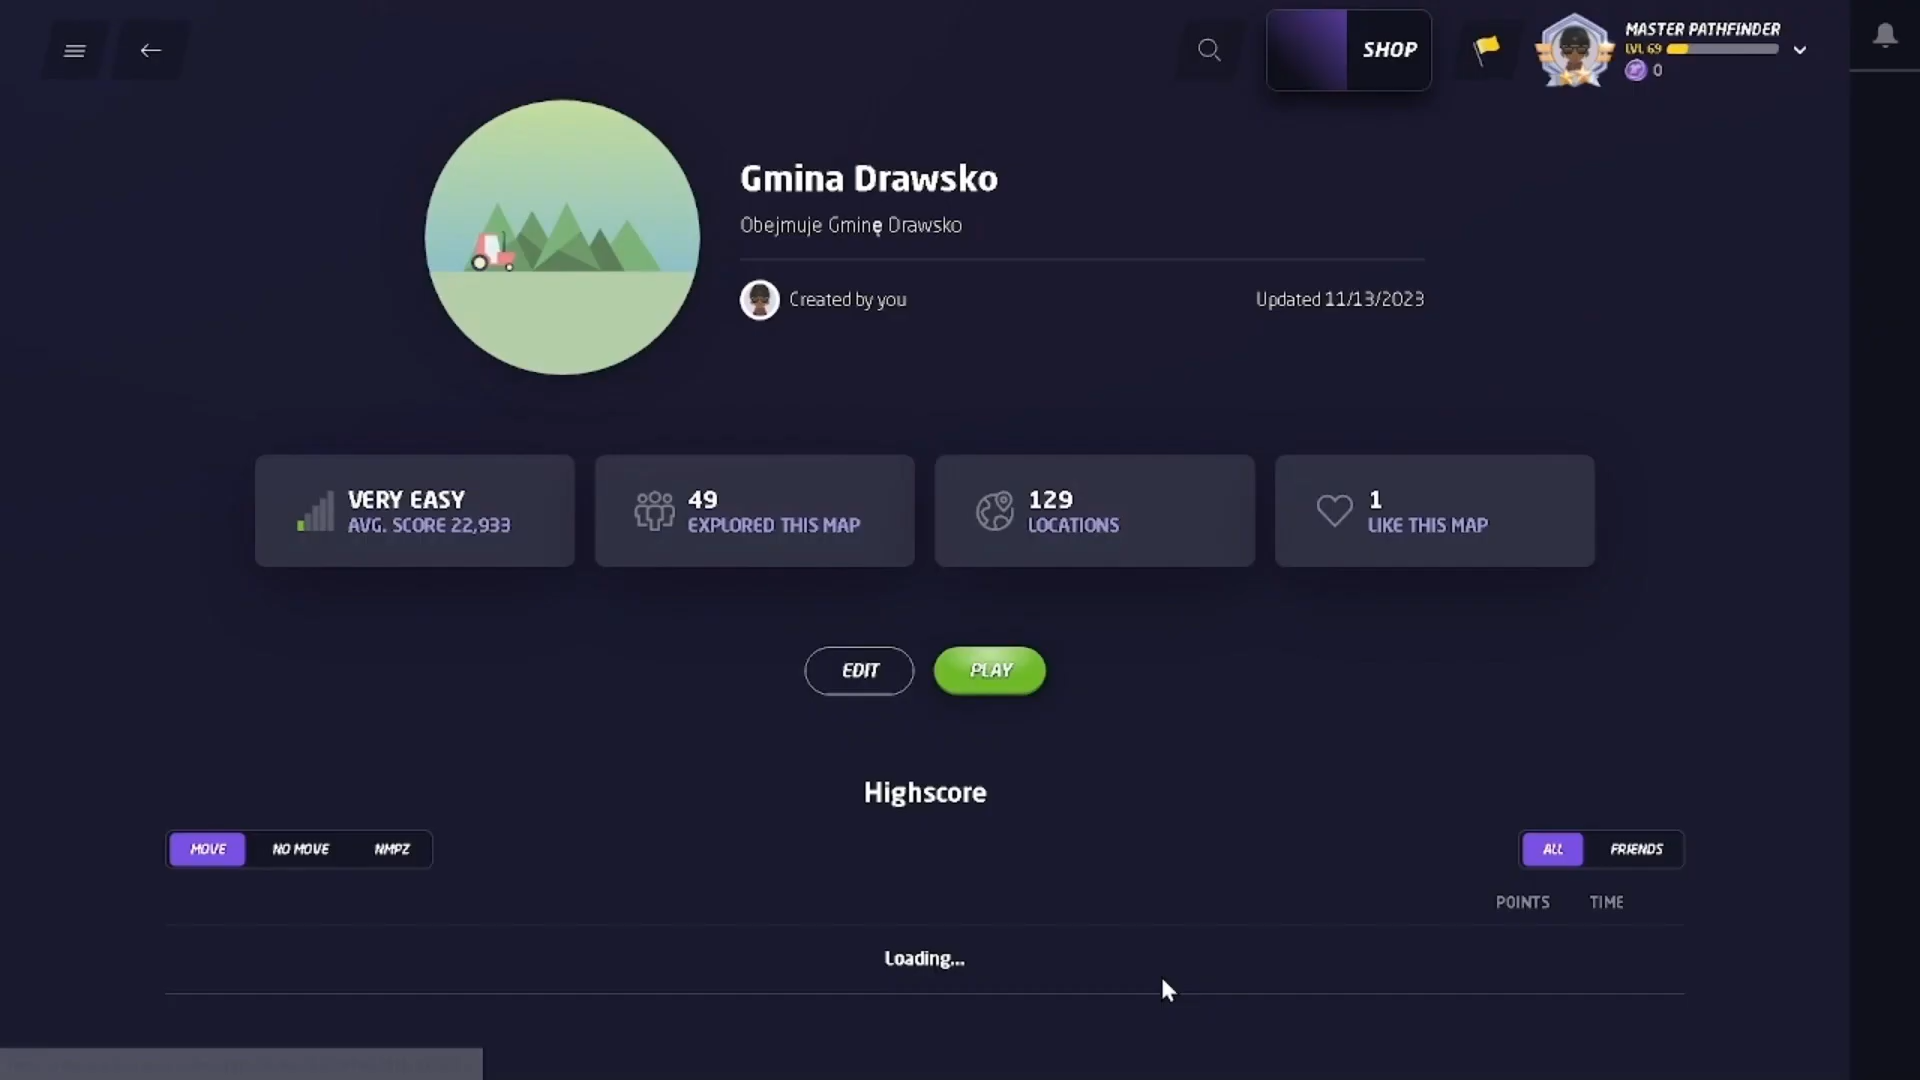 SHOP
MASTER PATHFINDER
LVL 69
0
Gmina Drawsko
Obejmuje Gminę Drawsko
Created by you
Updated 11/13/2023
VERY EASY
AVG. SCORE 22,933
49
EXPLORED THIS MAP
129
LOCATIONS
1
LIKE THIS MAP
EDIT
PLAY
Highscore
MOVE
NO MOVE
NMPZ
ALL
FRIENDS
POINTS
TIME
Loading...